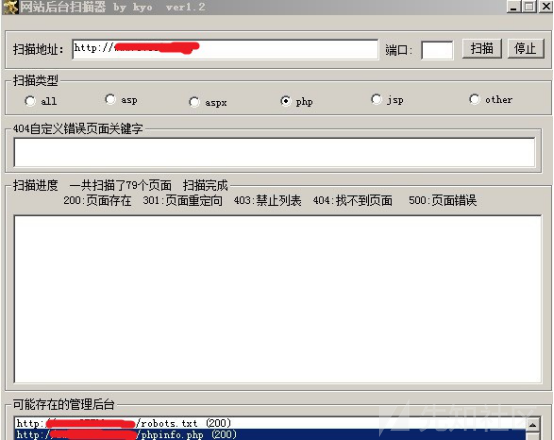 网站后台扫描器 by kyo ver1.2
扫描地址: http:// 端口: 扫描 停止
扫描类型
all asp aspx php jsp other
404自定义错误页面关键字
扫描进度 一共扫描了79个页面 扫描完成
200:页面存在 301:页面重定向 403:禁止列表 404:找不到页面 500:页面错误
可能存在的管理后台
http: /robots.txt (200)
http: /phpinfo.php (200)
先知社区